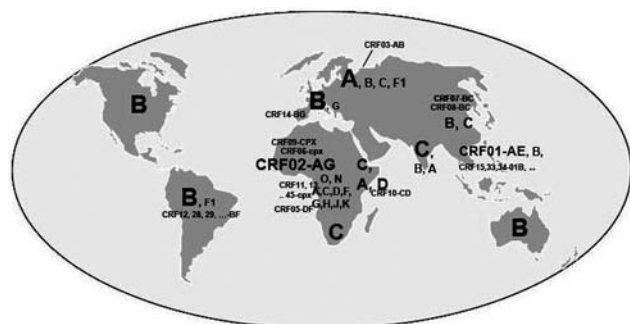 CRF03-AB
A, B, C, F1
B
B, G
CRF14-BG
CRF07-BC
CRF08-BC
B, C
CRF09-CPX
CRF06-cpx
CRF02-AG
C,
C,
B, A
CRF01-AE, B,
CRF15,33,34-01B, ..
O, N
A, D
CRF10-CD
CRF11, 13
.. 45-cpx
A,C,D,F,
CRF05-DF
G,H,J,K
B, F1
CRF12, 28, 29, ...-BF
C
B